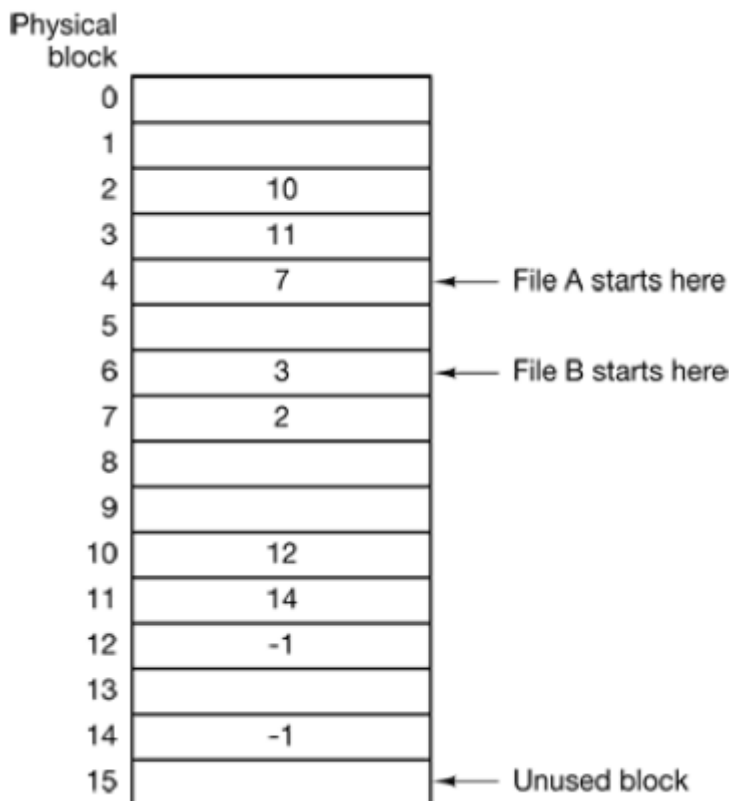 Physical
block
0
1
2 10
3 11
4 7 File A starts here
5
6 3 File B starts here
7 2
8
9
10 12
11 14
12 -1
13
14 -1
15 Unused block